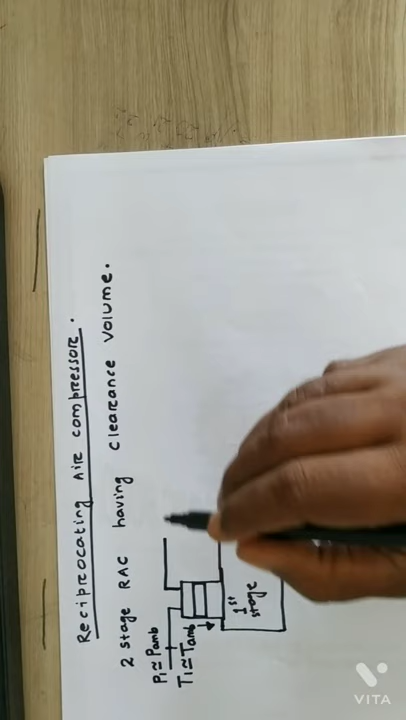 Reciprocating Air compressor.
2 stage RAC having clearance volume.
P1 ≃ Pamb
T1 ≃ Tamb
1st
stage
VITA